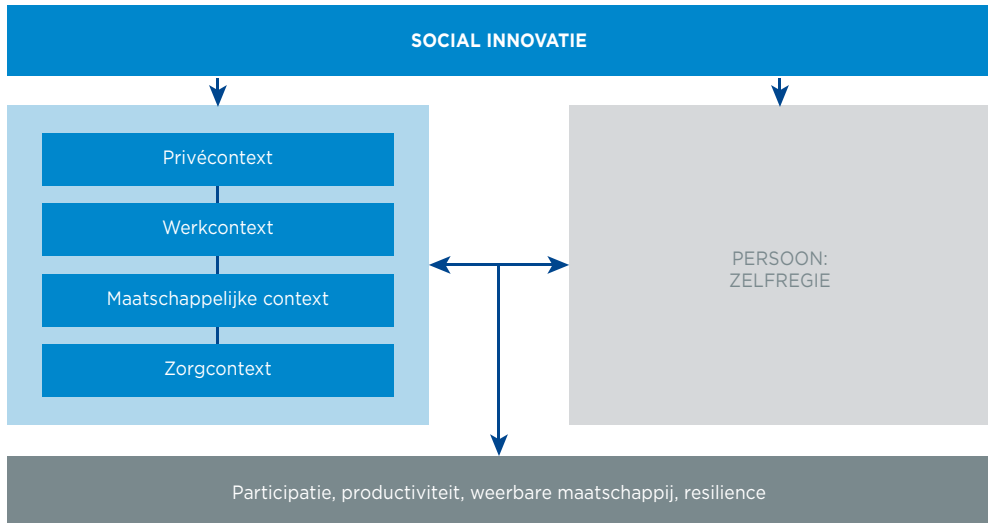 SOCIAL INNOVATIE
Privécontext
Werkcontext
Maatschappelijke context
Zorgcontext
PERSOON:
ZELFREGIE
Participatie, productiviteit, weerbare maatschappij, resilience